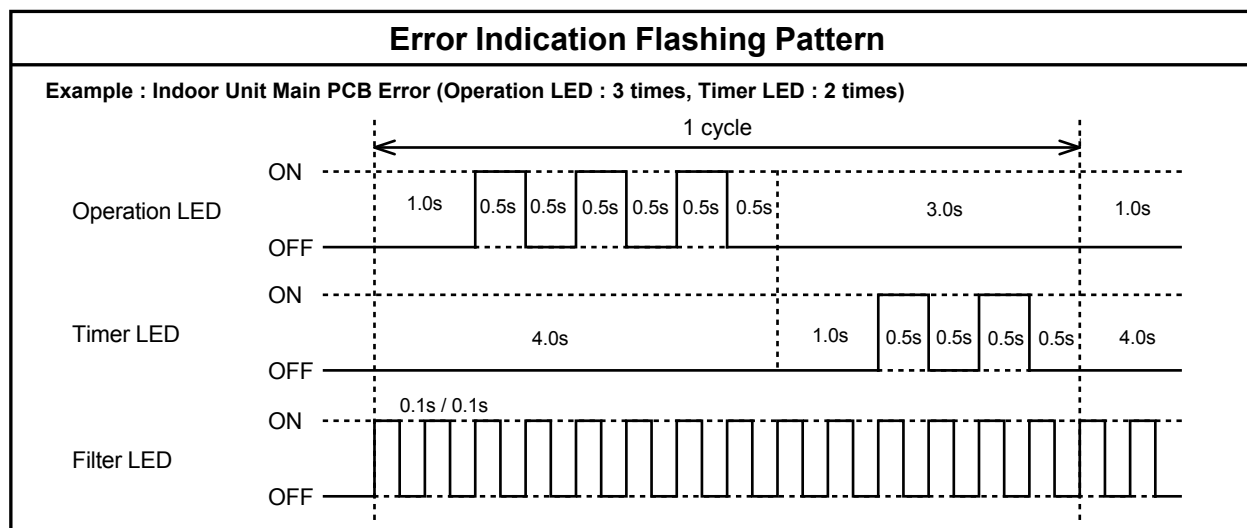 Error Indication Flashing Pattern
Example : Indoor Unit Main PCB Error (Operation LED : 3 times, Timer LED : 2 times)
1 cycle
ON
Operation LED
1.0s 0.5s 0.5s 0.5s 0.5s 0.5s 0.5s 3.0s 1.0s
OFF
ON
Timer LED
4.0s 1.0s 0.5s 0.5s 0.5s 0.5s 4.0s
OFF
0.1s / 0.1s
ON
Filter LED
OFF